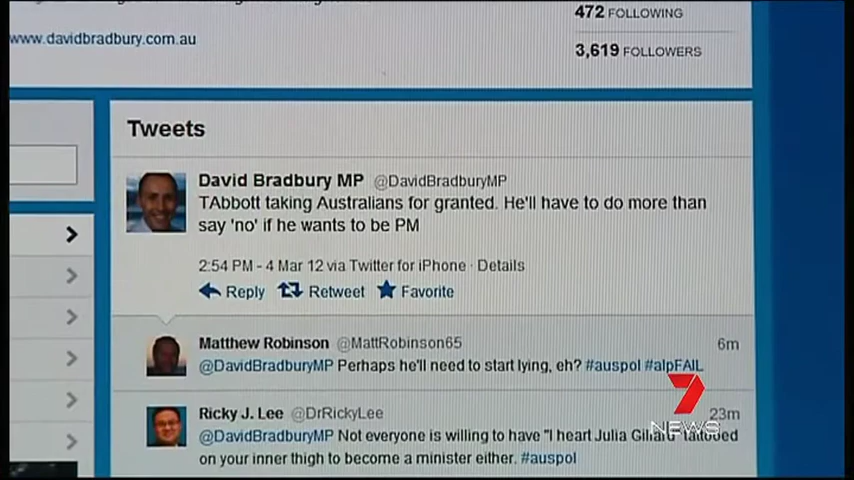 472 FOLLOWING
www.davidbradbury.com.au
3,619 FOLLOWERS
Tweets
David Bradbury MP @DavidBradburyMP
TAbbott taking Australians for granted. He'll have to do more than
say 'no' if he wants to be PM
2:54 PM - 4 Mar 12 via Twitter for iPhone · Details
Reply Retweet Favorite
Matthew Robinson @MattRobinson65 6m
@DavidBradburyMP Perhaps he'll need to start lying, eh? #auspol #alpFAIL
Ricky J. Lee @DrRickyLee 23m
@DavidBradburyMP Not everyone is willing to have "I heart Julia Gillard" tattooed
on your inner thigh to become a minister either. #auspol
7 NEWS